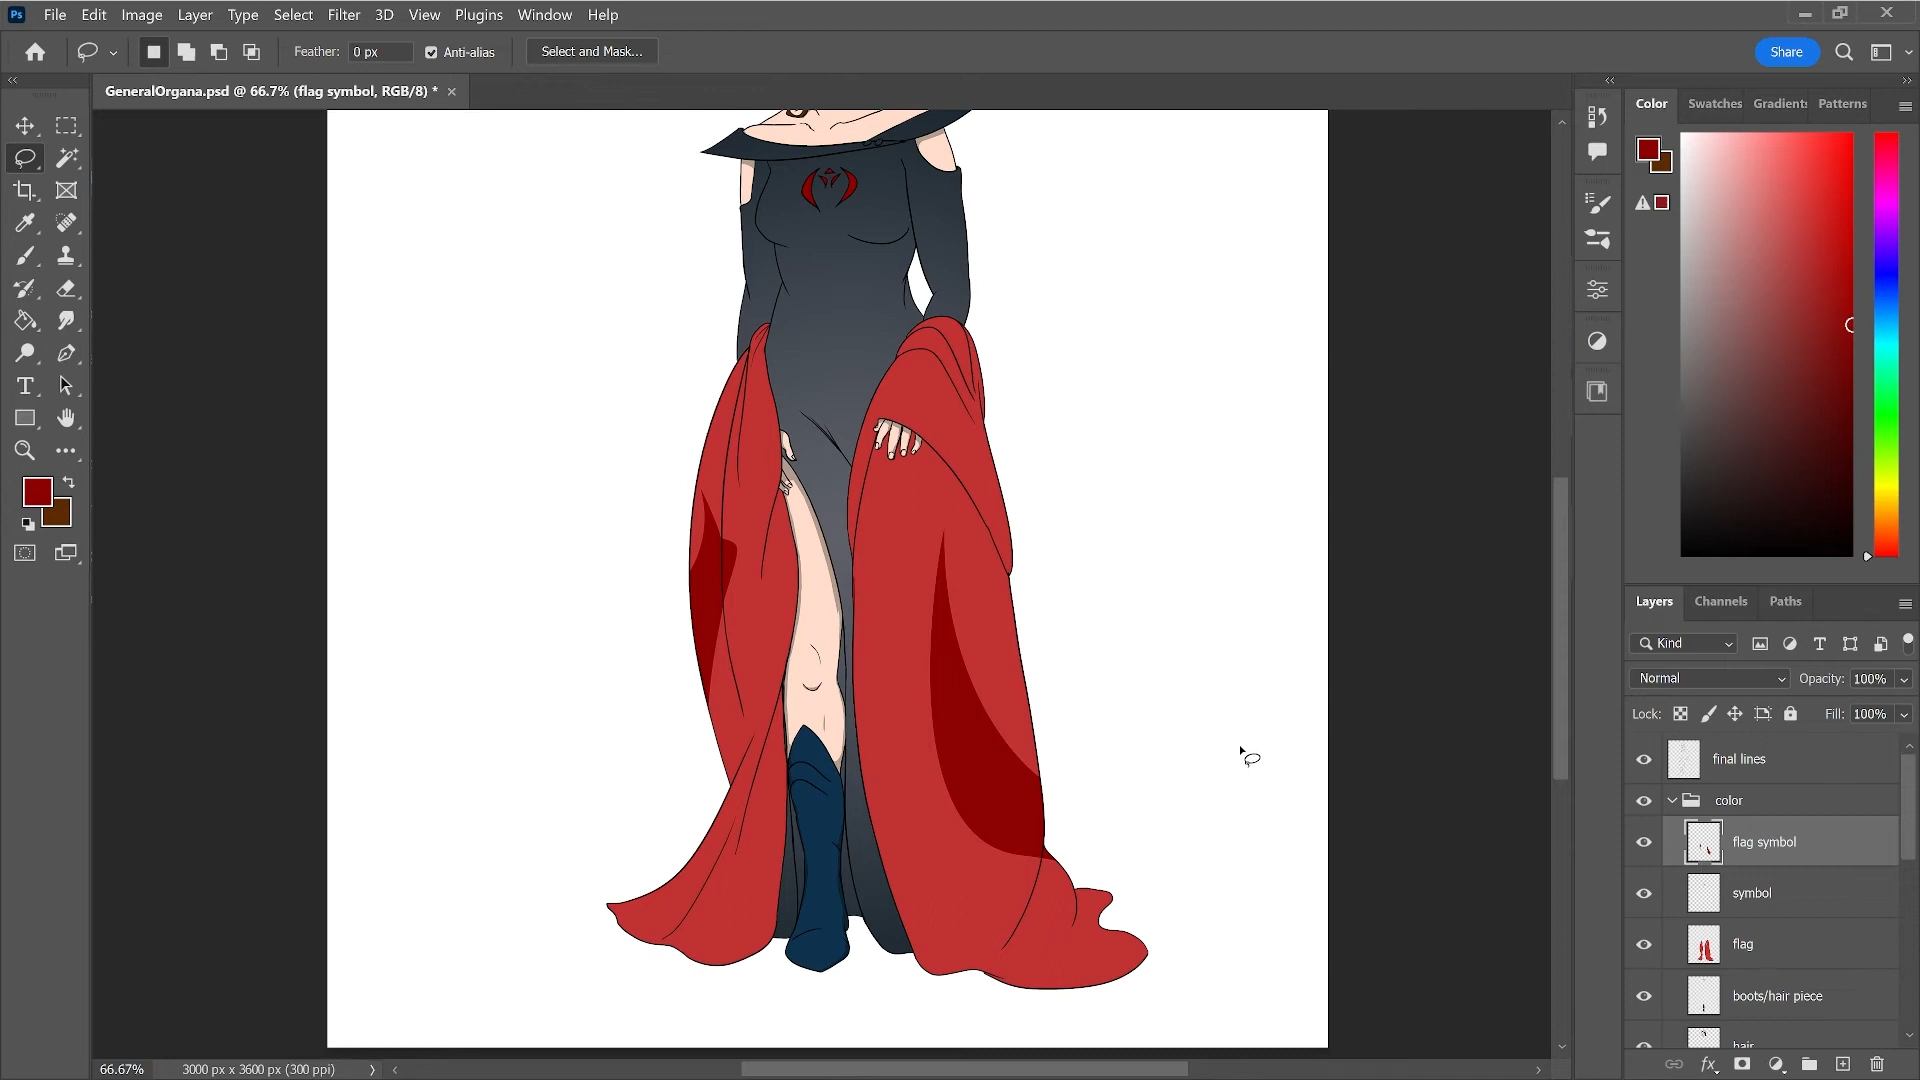 Ps File Edit Image Layer Type Select Filter 3D View Plugins Window Help
Feather: 0 px Anti-alias Select and Mask... Share
GeneralOrgana.psd @ 66.7% (flag symbol, RGB/8) *
Color Swatches Gradients Patterns
Layers Channels Paths
Kind
Normal Opacity: 100%
Lock: Fill: 100%
final lines
color
flag symbol
symbol
flag
boots/hair piece
hair
66.67% 3000 px x 3600 px (300 ppi)
fx